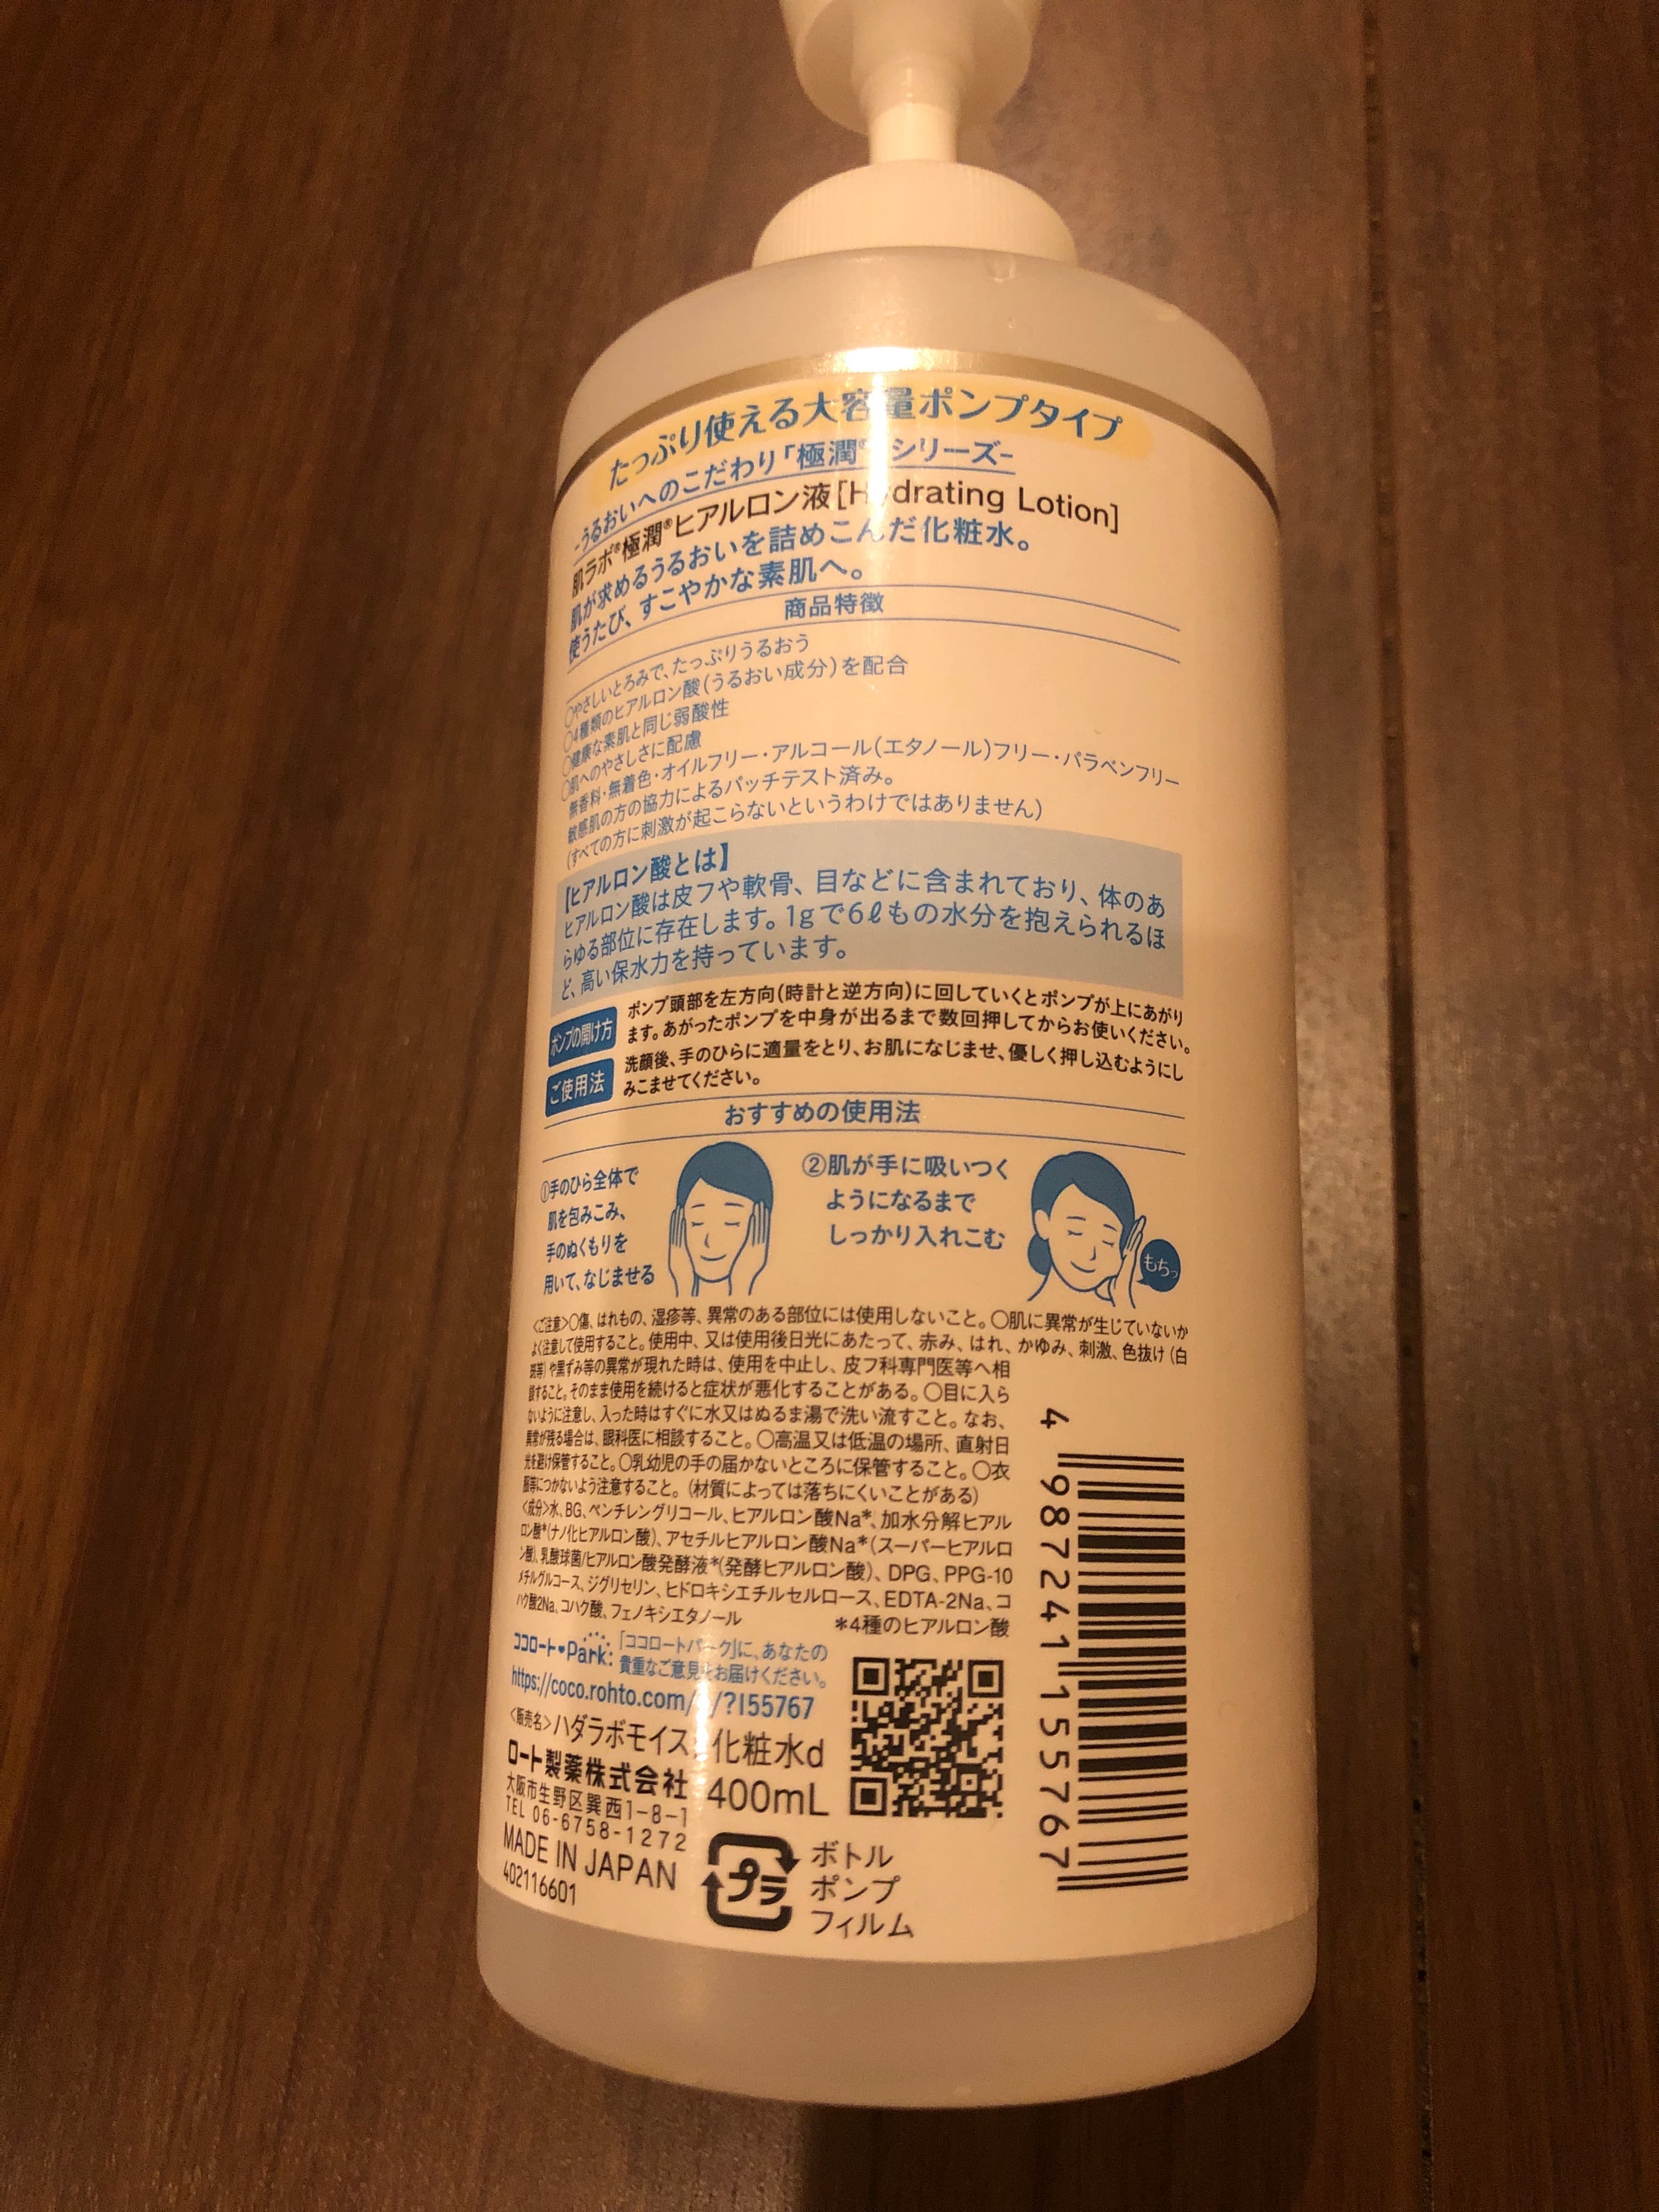 たっぷり使える大容量ポンプタイプ
-うるおいへのこだわり「極潤®」シリーズ-
肌ラボ®極潤®ヒアルロン液[Hydrating Lotion]
肌が求めるうるおいを詰めこんだ化粧水。
使うたび、すこやかな素肌へ。
商品特徴
○やさしいとろみで、たっぷりうるおう
○4種類のヒアルロン酸(うるおい成分)を配合
○健康な素肌と同じ弱酸性
○肌へのやさしさに配慮
無香料・無着色・オイルフリー・アルコール(エタノール)フリー・パラベンフリー
敏感肌の方の協力によるパッチテスト済み。
(すべての方に刺激が起こらないというわけではありません)
【ヒアルロン酸とは】
ヒアルロン酸は皮フや軟骨、目などに含まれており、体のあ
らゆる部位に存在します。1gで6ℓもの水分を抱えられるほ
ど、高い保水力を持っています。
ポンプの開け方
ポンプ頭部を左方向(時計と逆方向)に回していくとポンプが上にあがり
ます。あがったポンプを中身が出るまで数回押してからお使いください。
ご使用法
洗顔後、手のひらに適量をとり、お肌になじませ、優しく押し込むようにし
みこませてください。
おすすめの使用法
①手のひら全体で
肌を包みこみ、
手のぬくもりを
用いて、なじませる
②肌が手に吸いつく
ようになるまで
しっかり入れこむ
もちっ
<ご注意>○傷、はれもの、湿疹等、異常のある部位には使用しないこと。○肌に異常が生じていないか
よく注意して使用すること。使用中、又は使用後日光にあたって、赤み、はれ、かゆみ、刺激、色抜け(白
斑等)や黒ずみ等の異常が現れた時は、使用を中止し、皮フ科専門医等へ相
談すること。そのまま使用を続けると症状が悪化することがある。○目に入ら
ないように注意し、入った時はすぐに水又はぬるま湯で洗い流すこと。なお、
異常が残る場合は、眼科医に相談すること。○高温又は低温の場所、直射日
光を避け保管すること。○乳幼児の手の届かないところに保管すること。○衣
服等につかないよう注意すること。(材質によっては落ちにくいことがある)
<成分>水、BG、ペンチレングリコール、ヒアルロン酸Na*、加水分解ヒアル
ロン酸*(ナノ化ヒアルロン酸)、アセチルヒアルロン酸Na*(スーパーヒアルロ
ン酸)、乳酸球菌/ヒアルロン酸発酵液*(発酵ヒアルロン酸)、DPG、PPG-10
メチルグルコース、ジグリセリン、ヒドロキシエチルセルロース、EDTA-2Na、コ
ハク酸2Na、コハク酸、フェノキシエタノール
*4種のヒアルロン酸
ココロート♥Park:
「ココロートパーク」に、あなたの
貴重なご意見をお届けください。
https://coco.rohto.com/ /?I55767
<販売名>ハダラボモイスト化粧水d
ロート製薬株式会社
400mL
大阪市生野区巽西1-8-1
TEL 06-6758-1272
MADE IN JAPAN
402116601
プラ
ボトル
ポンプ
フィルム
4 987241 155767